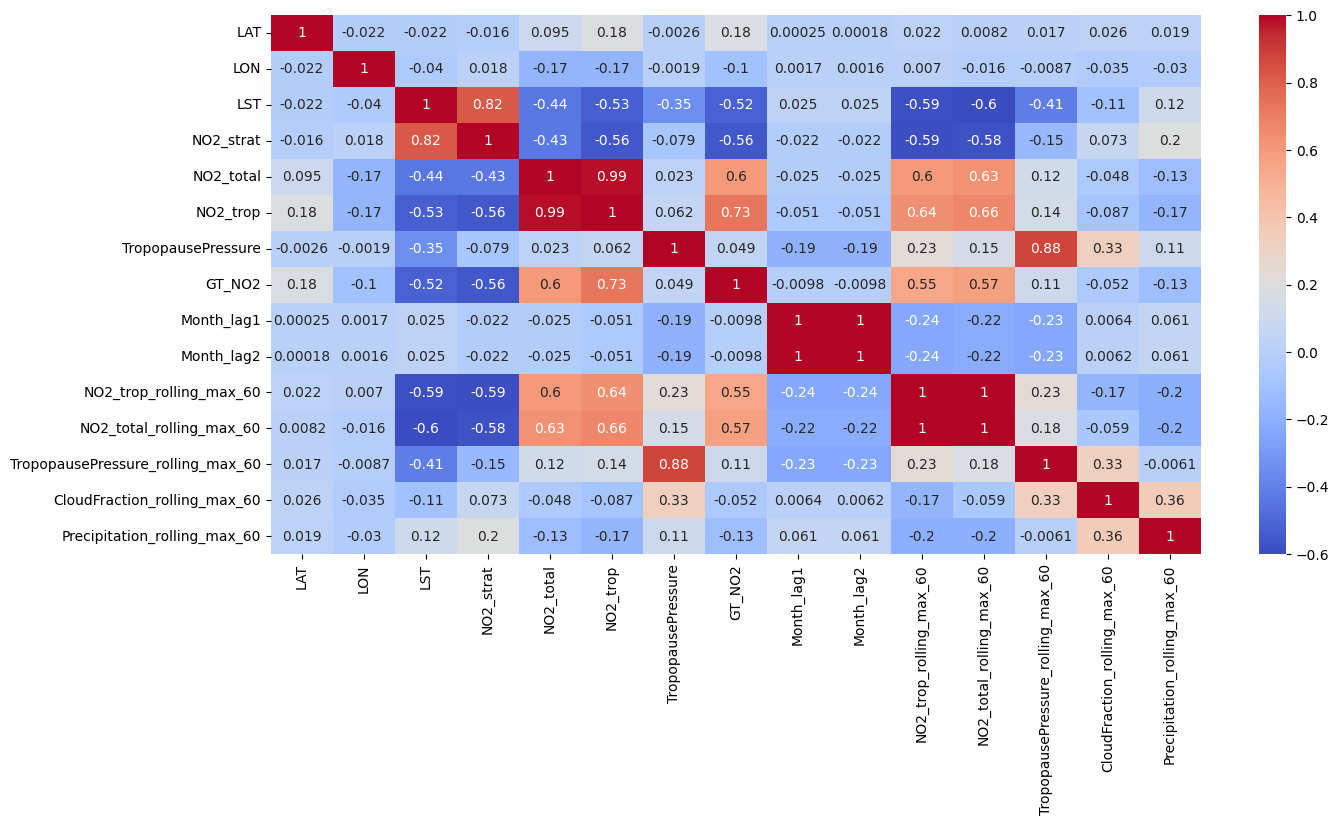 LAT 1 -0.022 -0.022 -0.016 0.095 0.18 -0.0026 0.18 0.00025 0.00018 0.022 0.0082 0.017 0.026 0.019
LON -0.022 1 -0.04 0.018 -0.17 -0.17 -0.0019 -0.1 0.0017 0.0016 0.007 -0.016 -0.0087 -0.035 -0.03
LST -0.022 -0.04 1 0.82 -0.44 -0.53 -0.35 -0.52 0.025 0.025 -0.59 -0.6 -0.41 -0.11 0.12
NO2_strat -0.016 0.018 0.82 1 -0.43 -0.56 -0.079 -0.56 -0.022 -0.022 -0.59 -0.58 -0.15 0.073 0.2
NO2_total 0.095 -0.17 -0.44 -0.43 1 0.99 0.023 0.6 -0.025 -0.025 0.6 0.63 0.12 -0.048 -0.13
NO2_trop 0.18 -0.17 -0.53 -0.56 0.99 1 0.062 0.73 -0.051 -0.051 0.64 0.66 0.14 -0.087 -0.17
TropopausePressure -0.0026 -0.0019 -0.35 -0.079 0.023 0.062 1 0.049 -0.19 -0.19 0.23 0.15 0.88 0.33 0.11
GT_NO2 0.18 -0.1 -0.52 -0.56 0.6 0.73 0.049 1 -0.0098 -0.0098 0.55 0.57 0.11 -0.052 -0.13
Month_lag1 0.00025 0.0017 0.025 -0.022 -0.025 -0.051 -0.19 -0.0098 1 1 -0.24 -0.22 -0.23 0.0064 0.061
Month_lag2 0.00018 0.0016 0.025 -0.022 -0.025 -0.051 -0.19 -0.0098 1 1 -0.24 -0.22 -0.23 0.0062 0.061
NO2_trop_rolling_max_60 0.022 0.007 -0.59 -0.59 0.6 0.64 0.23 0.55 -0.24 -0.24 1 1 0.23 -0.17 -0.2
NO2_total_rolling_max_60 0.0082 -0.016 -0.6 -0.58 0.63 0.66 0.15 0.57 -0.22 -0.22 1 1 0.18 -0.059 -0.2
TropopausePressure_rolling_max_60 0.017 -0.0087 -0.41 -0.15 0.12 0.14 0.88 0.11 -0.23 -0.23 0.23 0.18 1 0.33 -0.0061
CloudFraction_rolling_max_60 0.026 -0.035 -0.11 0.073 -0.048 -0.087 0.33 -0.052 0.0064 0.0062 -0.17 -0.059 0.33 1 0.36
Precipitation_rolling_max_60 0.019 -0.03 0.12 0.2 -0.13 -0.17 0.11 -0.13 0.061 0.061 -0.2 -0.2 -0.0061 0.36 1
LAT
LON
LST
NO2_strat
NO2_total
NO2_trop
TropopausePressure
GT_NO2
Month_lag1
Month_lag2
NO2_trop_rolling_max_60
NO2_total_rolling_max_60
TropopausePressure_rolling_max_60
CloudFraction_rolling_max_60
Precipitation_rolling_max_60
1.0
0.8
0.6
0.4
0.2
0.0
−0.2
−0.4
−0.6